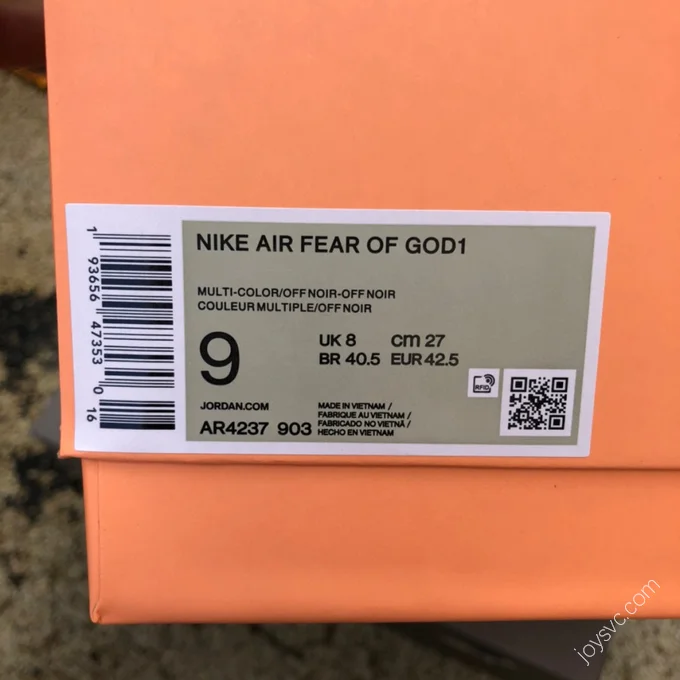 1 93656 47353 0 16
NIKE AIR FEAR OF GOD1
MULTI-COLOR/OFF NOIR-OFF NOIR
COULEUR MULTIPLE/OFF NOIR
9
UK 8 cm 27
BR 40.5 EUR 42.5
RFID
JORDAN.COM
AR4237 903
MADE IN VIETNAM /
FABRIQUE AU VIETNAM /
FABRICADO NO VIETNÃ /
HECHO EN VIETNAM
joysvc.com